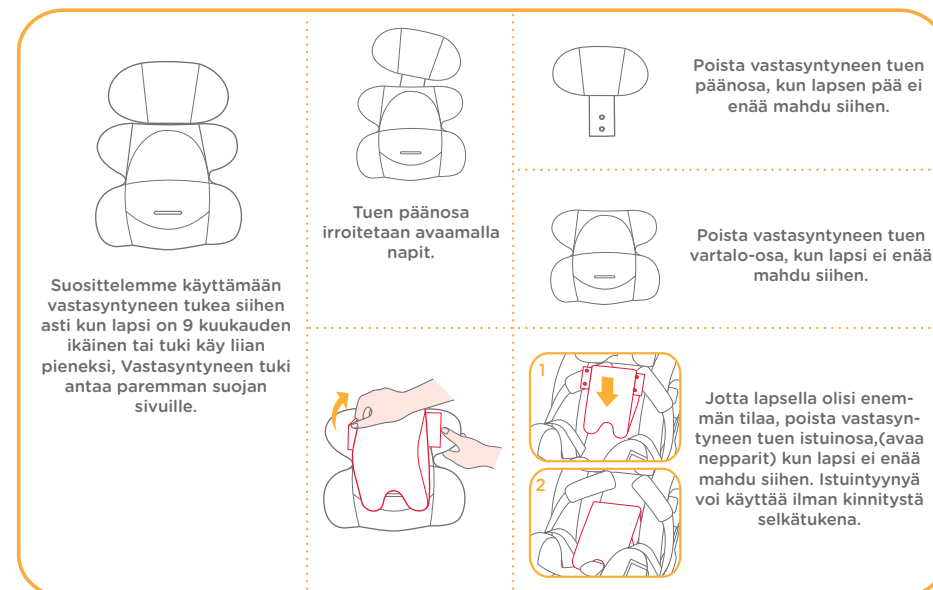 Suosittelemme käyttämään
vastasyntyneen tukea siihen
asti kun lapsi on 9 kuukauden
ikäinen tai tuki käy liian
pieneksi, Vastasyntyneen tuki
antaa paremman suojan
sivuille.
Tuen päänosa
irroitetaan avaamalla
napit.
Poista vastasyntyneen tuen
päänosa, kun lapsen pää ei
enää mahdu siihen.
Poista vastasyntyneen tuen
vartalo-osa, kun lapsi ei enää
mahdu siihen.
1
2
Jotta lapsella olisi enem-
män tilaa, poista vastasyn-
tyneen tuen istuinosa,(avaa
nepparit) kun lapsi ei enää
mahdu siihen. Istuintyynyä
voi käyttää ilman kinnitystä
selkätukena.